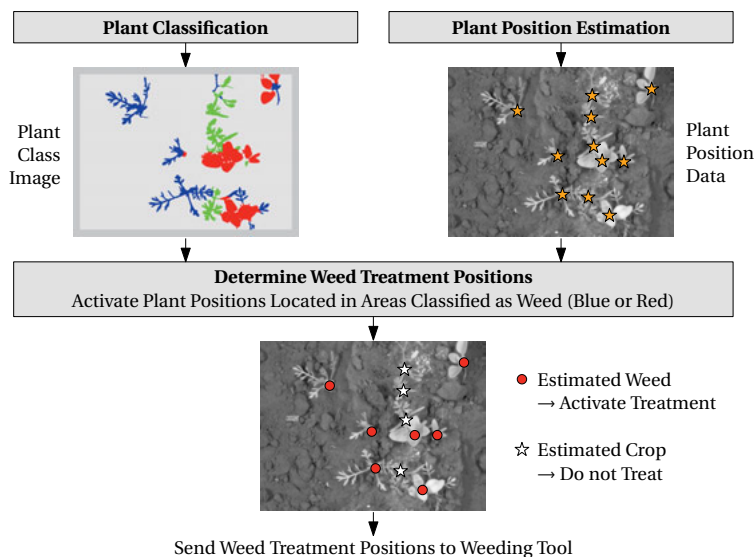 Plant Classification
Plant Position Estimation
Plant
Class
Image
Plant
Position
Data
Determine Weed Treatment Positions
Activate Plant Positions Located in Areas Classified as Weed (Blue or Red)
Estimated Weed
→ Activate Treatment
Estimated Crop
→ Do not Treat
Send Weed Treatment Positions to Weeding Tool